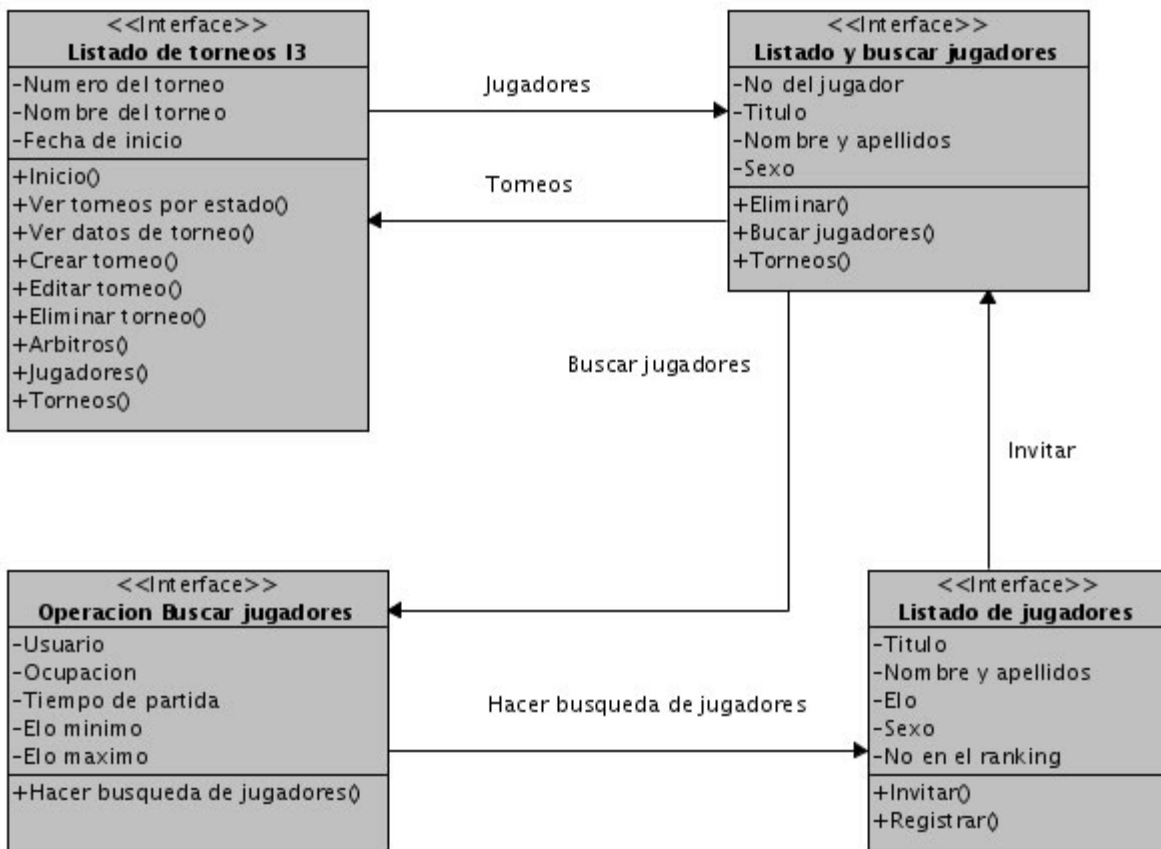 <<Interface>>
Listado de torneos I3
-Numero del torneo
-Nombre del torneo
-Fecha de inicio
+Inicio()
+Ver torneos por estado()
+Ver datos de torneo()
+Crear torneo()
+Editar torneo()
+Eliminar torneo()
+Arbitros()
+Jugadores()
+Torneos()
Jugadores
Torneos
<<Interface>>
Listado y buscar jugadores
-No del jugador
-Titulo
-Nombre y apellidos
-Sexo
+Eliminar()
+Bucar jugadores()
+Torneos()
Buscar jugadores
Invitar
<<Interface>>
Operacion Buscar jugadores
-Usuario
-Ocupacion
-Tiempo de partida
-Elo minimo
-Elo maximo
+Hacer busqueda de jugadores()
Hacer busqueda de jugadores
<<Interface>>
Listado de jugadores
-Titulo
-Nombre y apellidos
-Elo
-Sexo
-No en el ranking
+Invitar()
+Registrar()